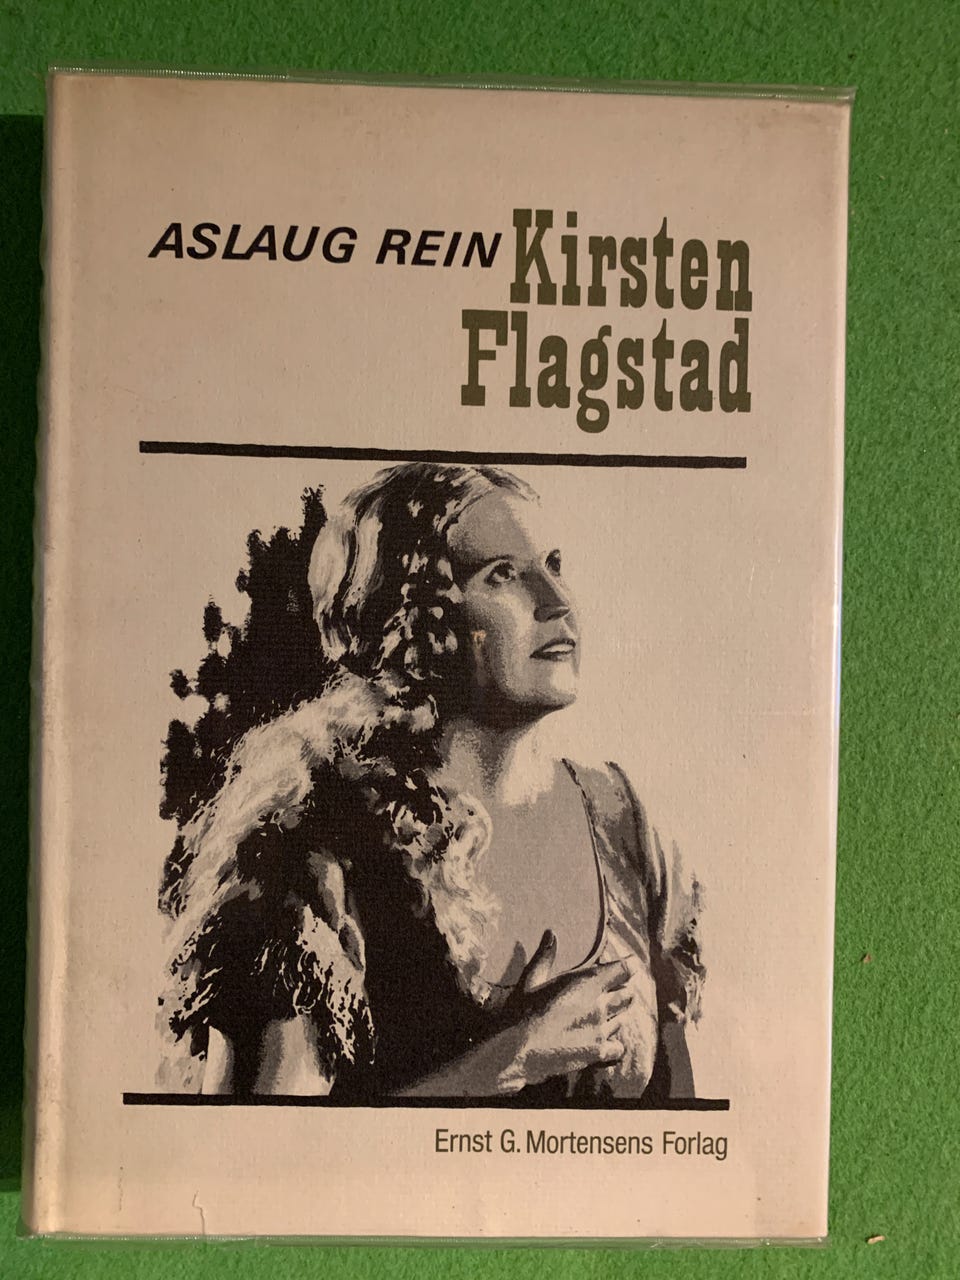 ASLAUG REIN Kirsten
Flagstad
Ernst G. Mortensens Forlag